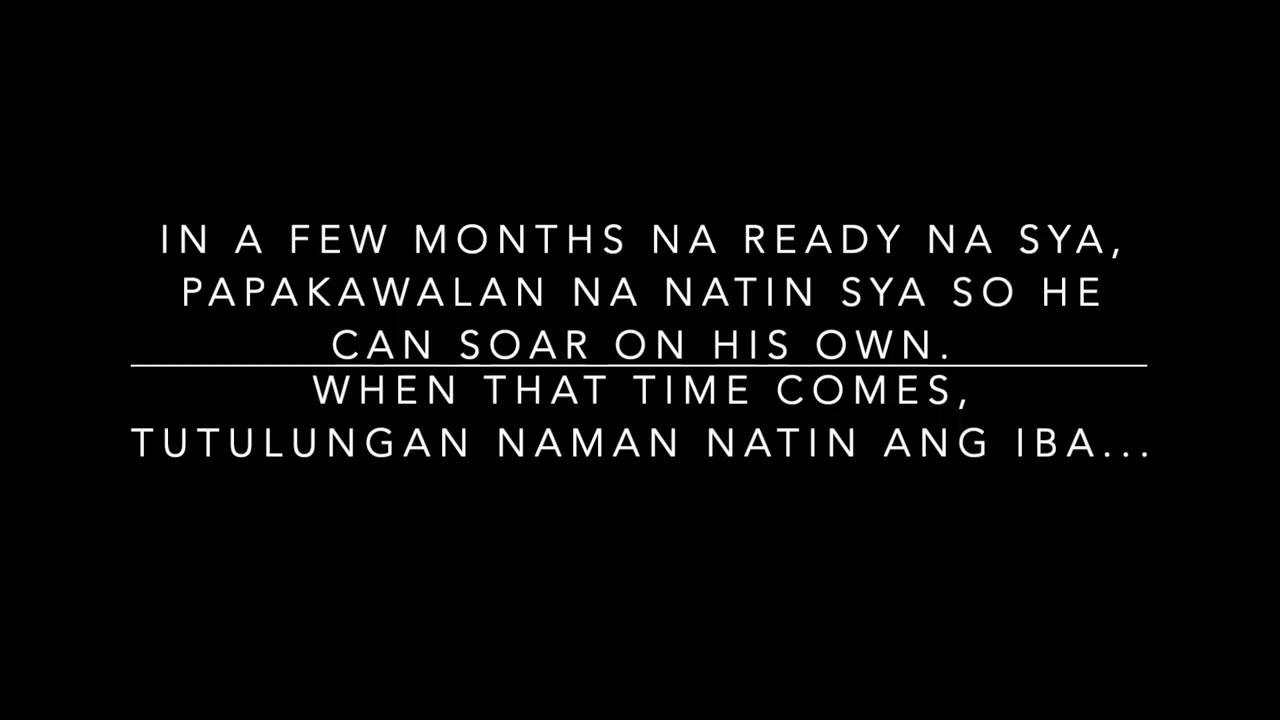 IN A FEW MONTHS NA READY NA SYA,
PAPAKAWALAN NA NATIN SYA SO HE
CAN SOAR ON HIS OWN.
WHEN THAT TIME COMES,
TUTULUNGAN NAMAN NATIN ANG IBA...